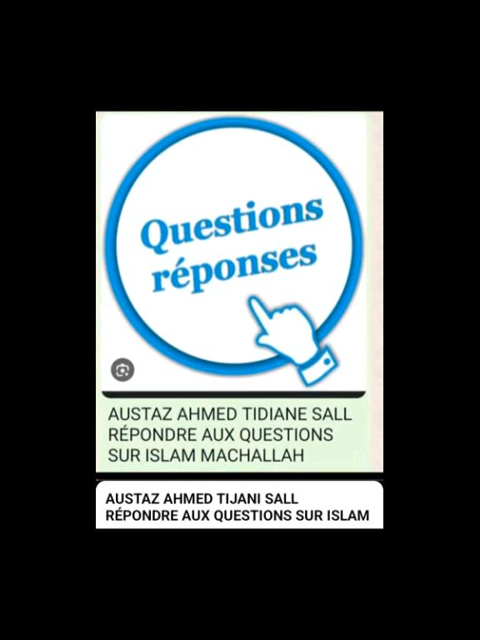 Questions
réponses
AUSTAZ AHMED TIDIANE SALL
RÉPONDRE AUX QUESTIONS
SUR ISLAM MACHALLAH
AUSTAZ AHMED TIJANI SALL
RÉPONDRE AUX QUESTIONS SUR ISLAM